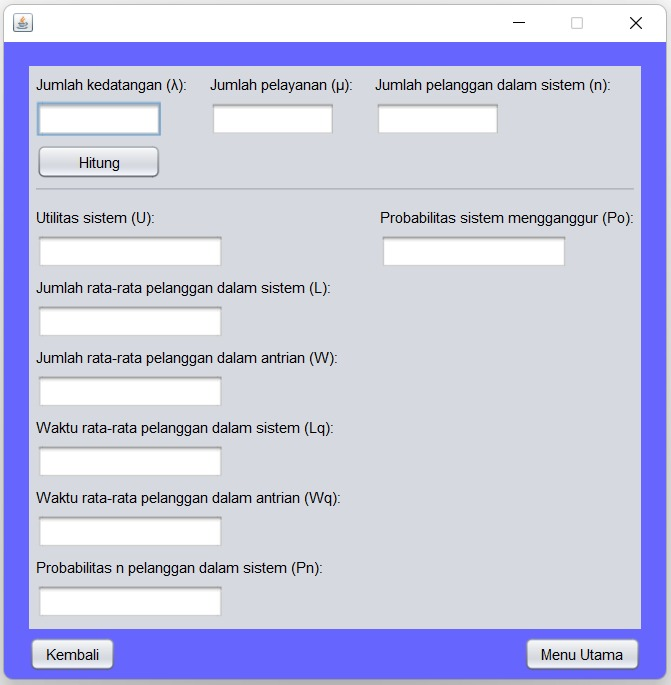 Jumlah kedatangan (λ): Jumlah pelayanan (μ): Jumlah pelanggan dalam sistem (n):
Hitung
Utilitas sistem (U): Probabilitas sistem mengganggur (Po):
Jumlah rata-rata pelanggan dalam sistem (L):
Jumlah rata-rata pelanggan dalam antrian (W):
Waktu rata-rata pelanggan dalam sistem (Lq):
Waktu rata-rata pelanggan dalam antrian (Wq):
Probabilitas n pelanggan dalam sistem (Pn):
Kembali Menu Utama